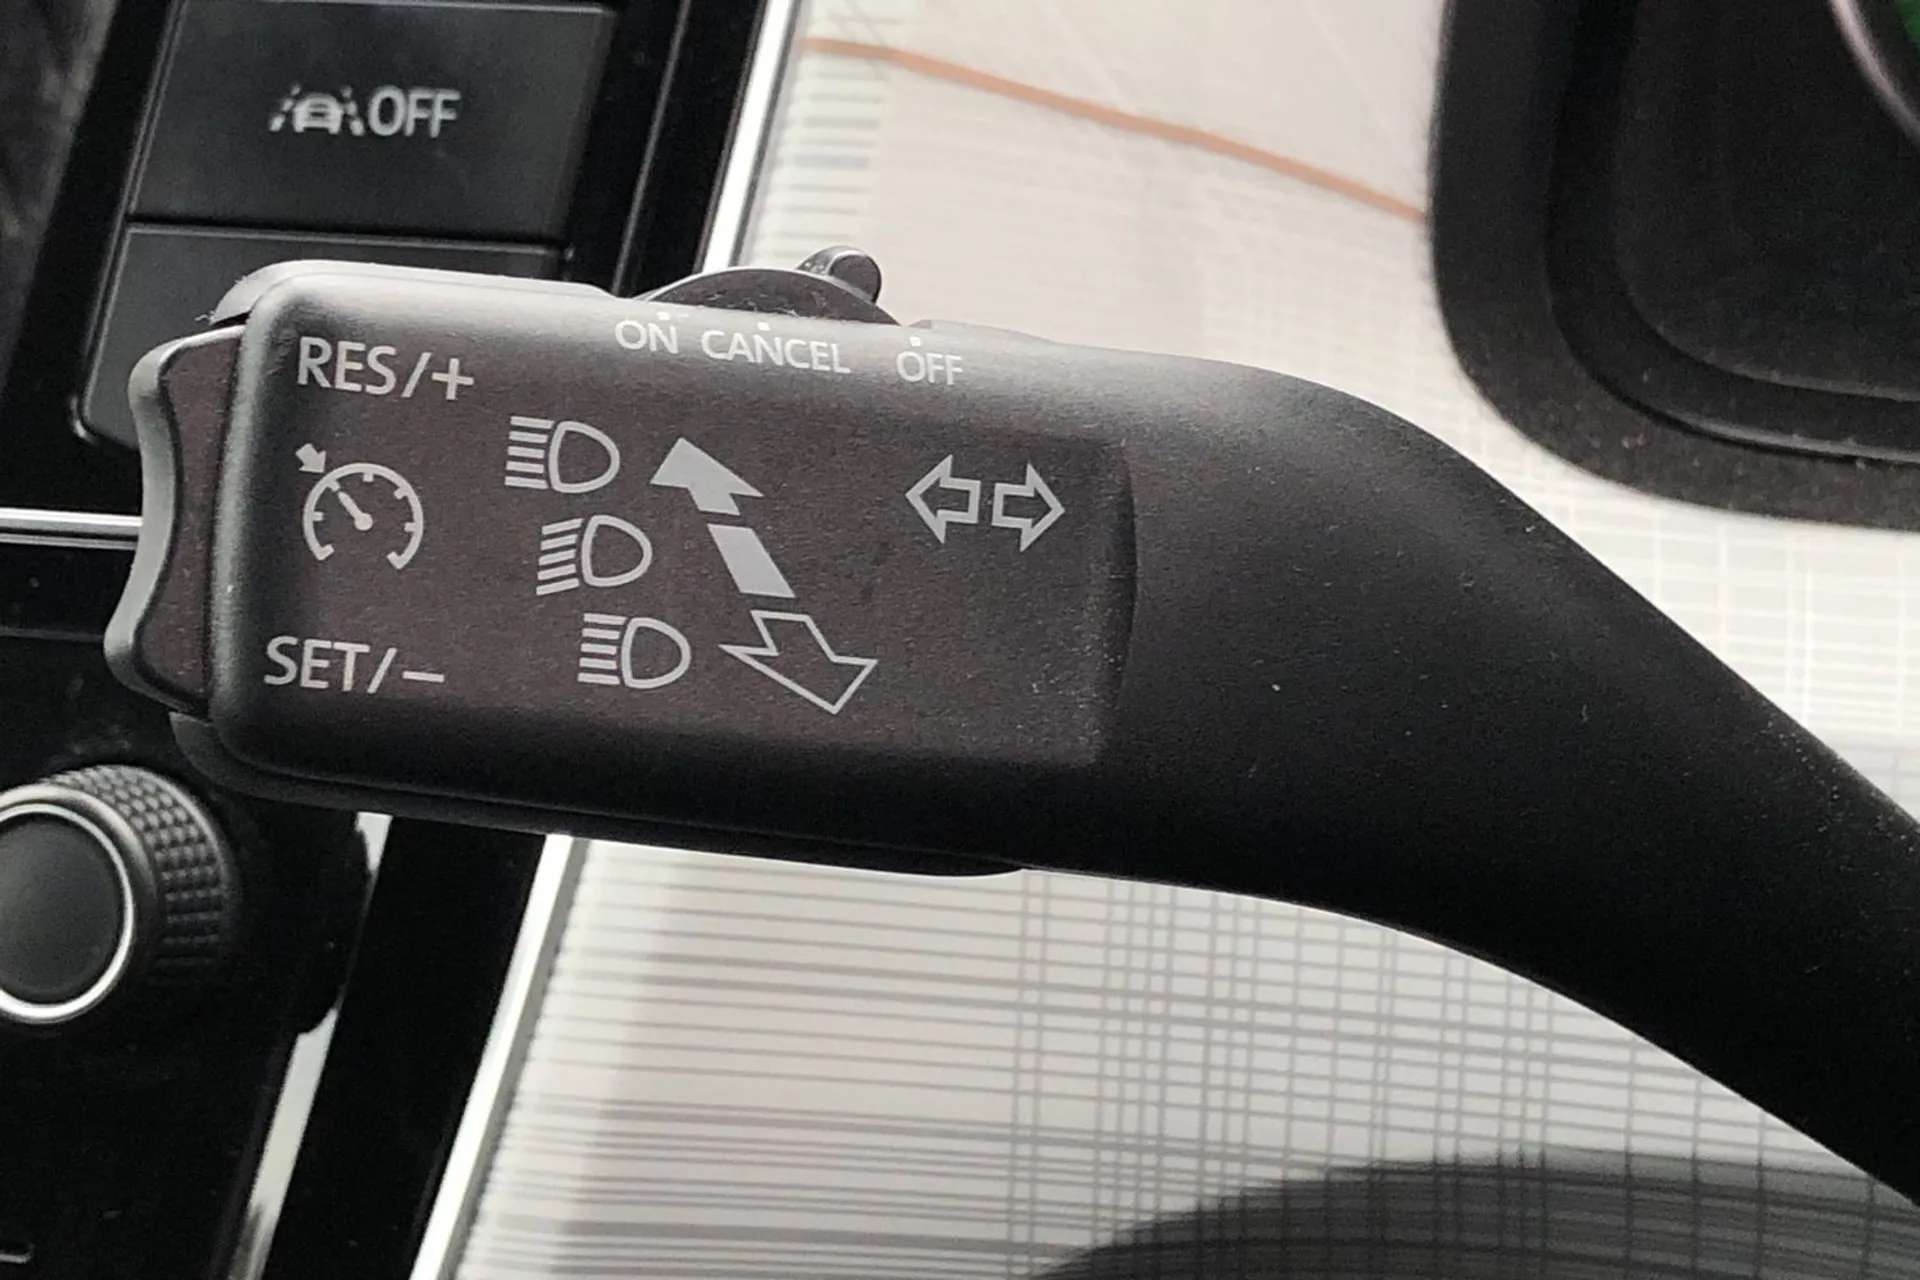 OFF
ON CANCEL OFF
RES/+
SET/−